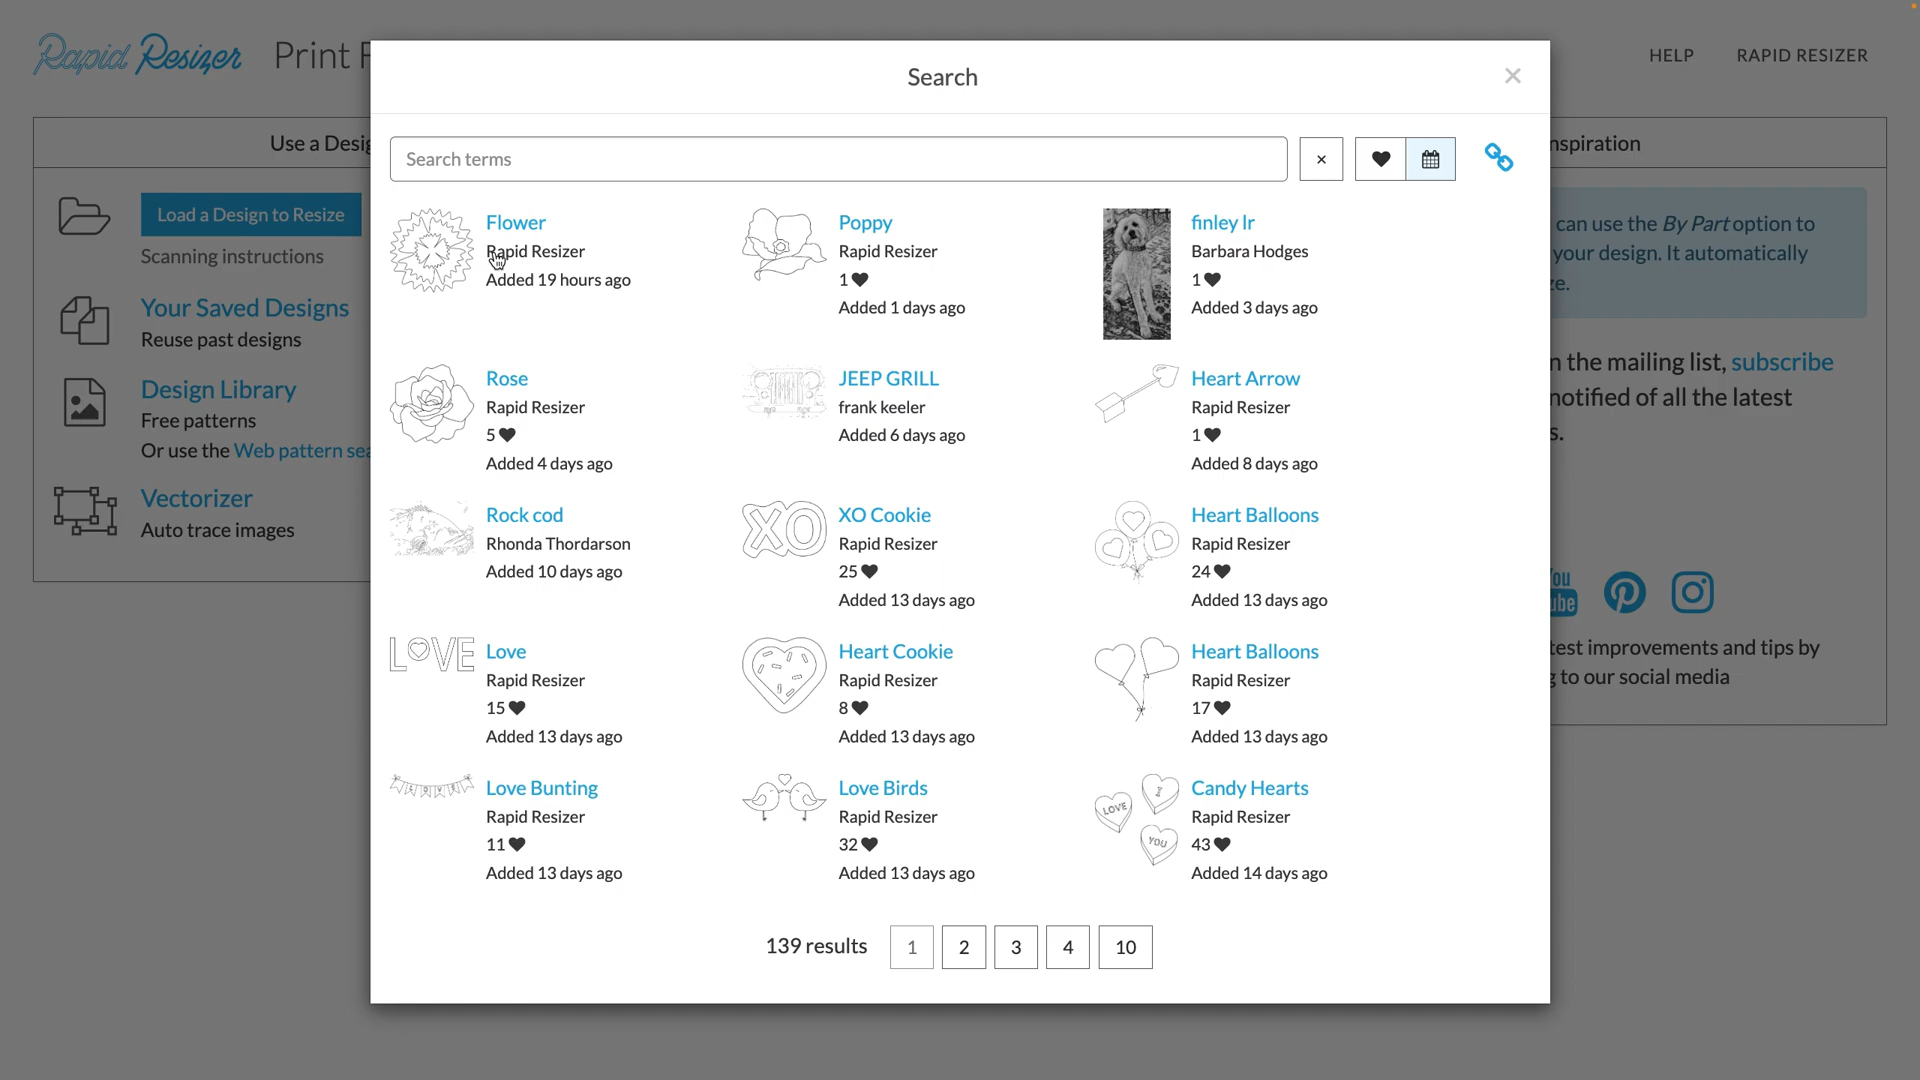 Rapid Resizer
Print
HELP
RAPID RESIZER
Search
Search terms
Use a Desig
nspiration
Load a Design to Resize
Scanning instructions
Your Saved Designs
Reuse past designs
Design Library
Free patterns
Or use the Web pattern sea
Vectorizer
Auto trace images
Flower
Rapid Resizer
Added 19 hours ago
Poppy
Rapid Resizer
1
Added 1 days ago
finley lr
Barbara Hodges
1
Added 3 days ago
Rose
Rapid Resizer
5
Added 4 days ago
JEEP GRILL
frank keeler
Added 6 days ago
Heart Arrow
Rapid Resizer
1
Added 8 days ago
Rock cod
Rhonda Thordarson
Added 10 days ago
XO
XO Cookie
Rapid Resizer
25
Added 13 days ago
Heart Balloons
Rapid Resizer
24
Added 13 days ago
LOVE
Love
Rapid Resizer
15
Added 13 days ago
Heart Cookie
Rapid Resizer
8
Added 13 days ago
Heart Balloons
Rapid Resizer
17
Added 13 days ago
LOVE
Love Bunting
Rapid Resizer
11
Added 13 days ago
Love Birds
Rapid Resizer
32
Added 13 days ago
I
LOVE
YOU
Candy Hearts
Rapid Resizer
43
Added 14 days ago
139 results
1
2
3
4
10
can use the By Part option to
your design. It automatically
ze.
n the mailing list, subscribe
notified of all the latest
s.
You
ube
test improvements and tips by
g to our social media